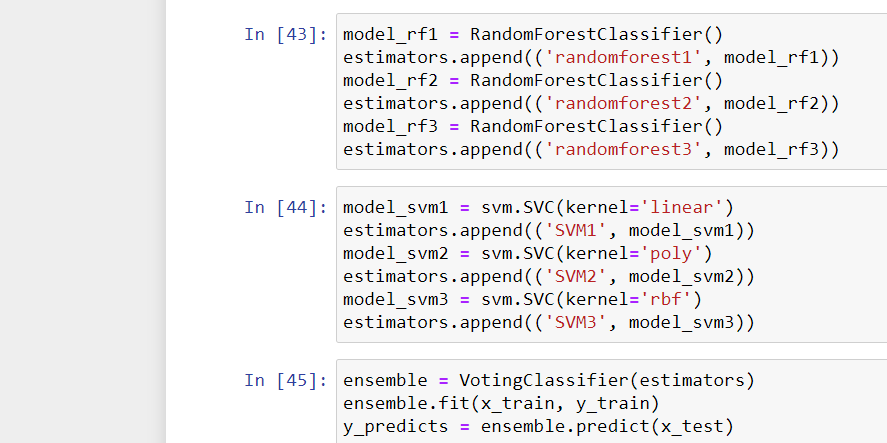 In [43]: model_rf1 = RandomForestClassifier()
estimators.append(('randomforest1', model_rf1))
model_rf2 = RandomForestClassifier()
estimators.append(('randomforest2', model_rf2))
model_rf3 = RandomForestClassifier()
estimators.append(('randomforest3', model_rf3))
In [44]: model_svm1 = svm.SVC(kernel='linear')
estimators.append(('SVM1', model_svm1))
model_svm2 = svm.SVC(kernel='poly')
estimators.append(('SVM2', model_svm2))
model_svm3 = svm.SVC(kernel='rbf')
estimators.append(('SVM3', model_svm3))
In [45]: ensemble = VotingClassifier(estimators)
ensemble.fit(x_train, y_train)
y_predicts = ensemble.predict(x_test)